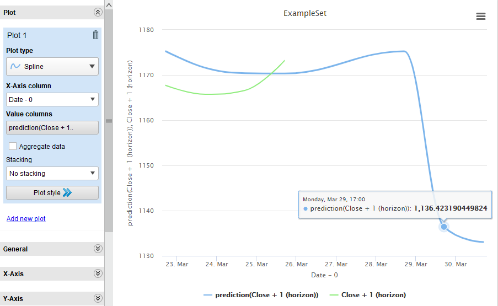 Plot
Plot 1
Plot type
Spline
X-Axis column
Date - 0
Value columns
prediction(Close + 1..
Aggregate data
Stacking
No stacking
Plot style
Add new plot
General
X-Axis
Y-Axis
ExampleSet
prediction(Close + 1 (horizon)), Close + 1 (horizon)
1180
1170
1160
1150
1140
1130
Monday, Mar 29, 17:00
prediction(Close + 1 (horizon)): 1,136.423190449824
23. Mar
24. Mar
25. Mar
26. Mar
27. Mar
28. Mar
29. Mar
30. Mar
Date - 0
prediction(Close + 1 (horizon))
Close + 1 (horizon)